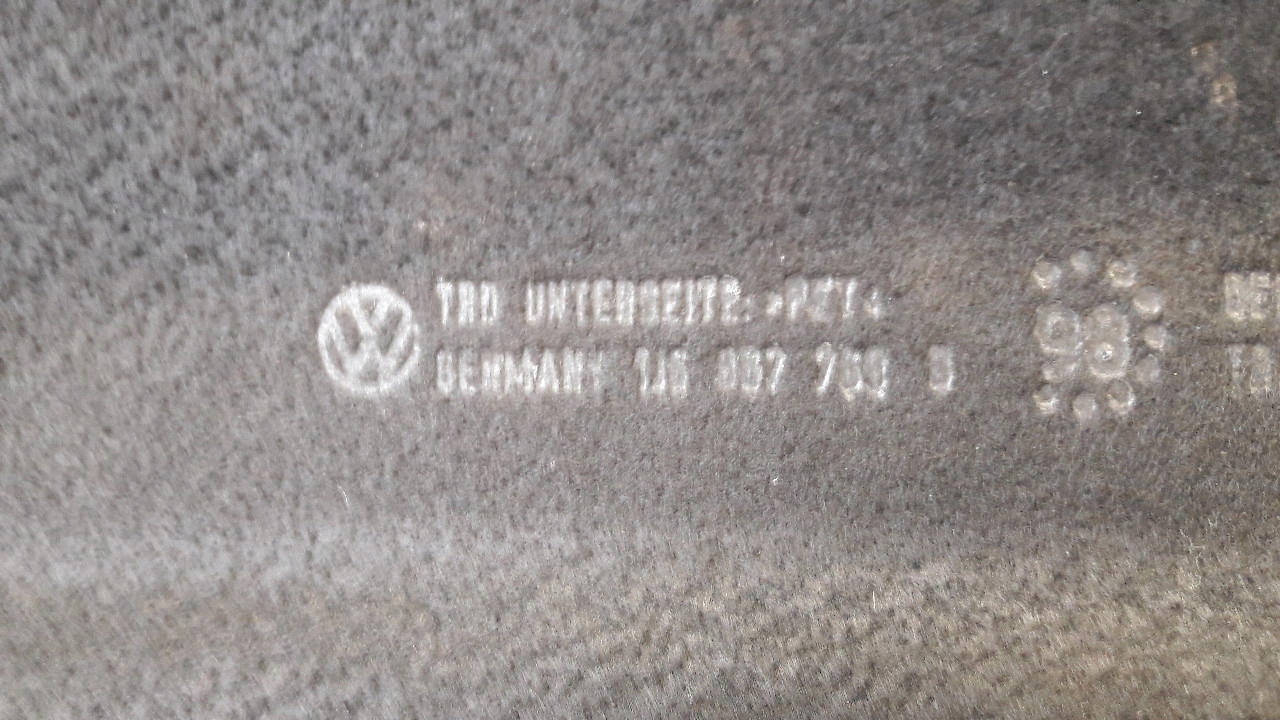 TRD UNTERSEITE: >PET<
GERMANY 1J6 867 769 B
98